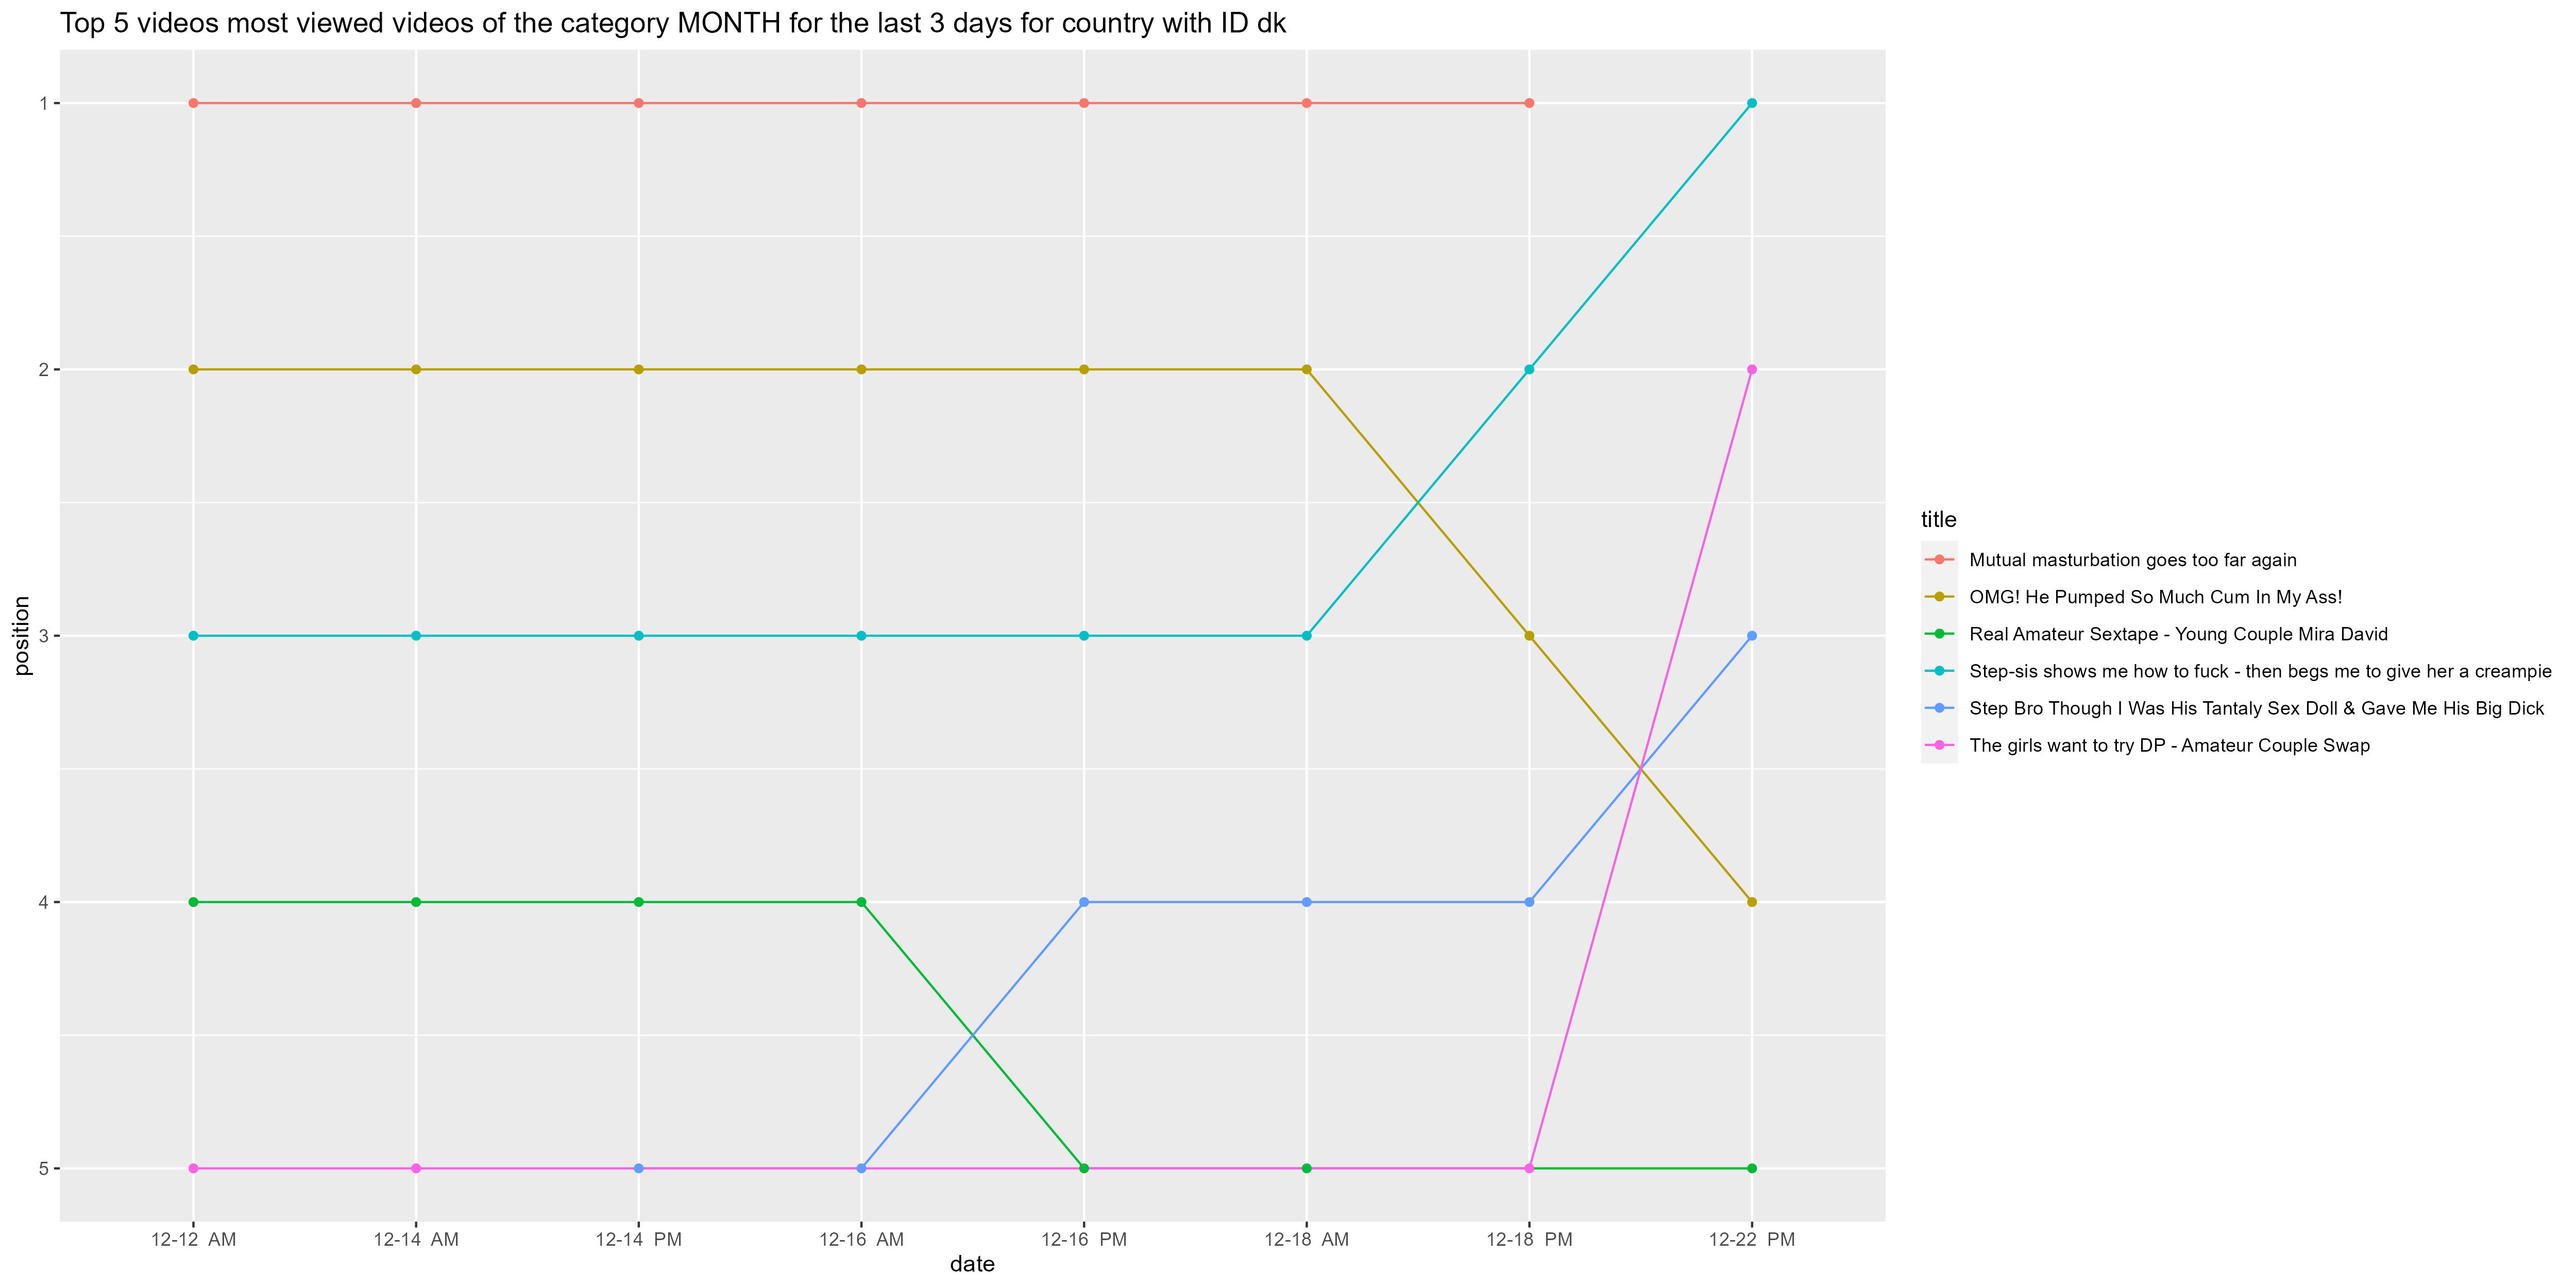 Top 5 videos most viewed videos of the category MONTH for the last 3 days for country with ID dk
position
1
2
3
4
5
12-12 AM
12-14 AM
12-14 PM
12-16 AM
12-16 PM
12-18 AM
12-18 PM
12-22 PM
date
title
Mutual masturbation goes too far again
OMG! He Pumped So Much Cum In My Ass!
Real Amateur Sextape - Young Couple Mira David
Step-sis shows me how to fuck - then begs me to give her a creampie
Step Bro Though I Was His Tantaly Sex Doll & Gave Me His Big Dick
The girls want to try DP - Amateur Couple Swap